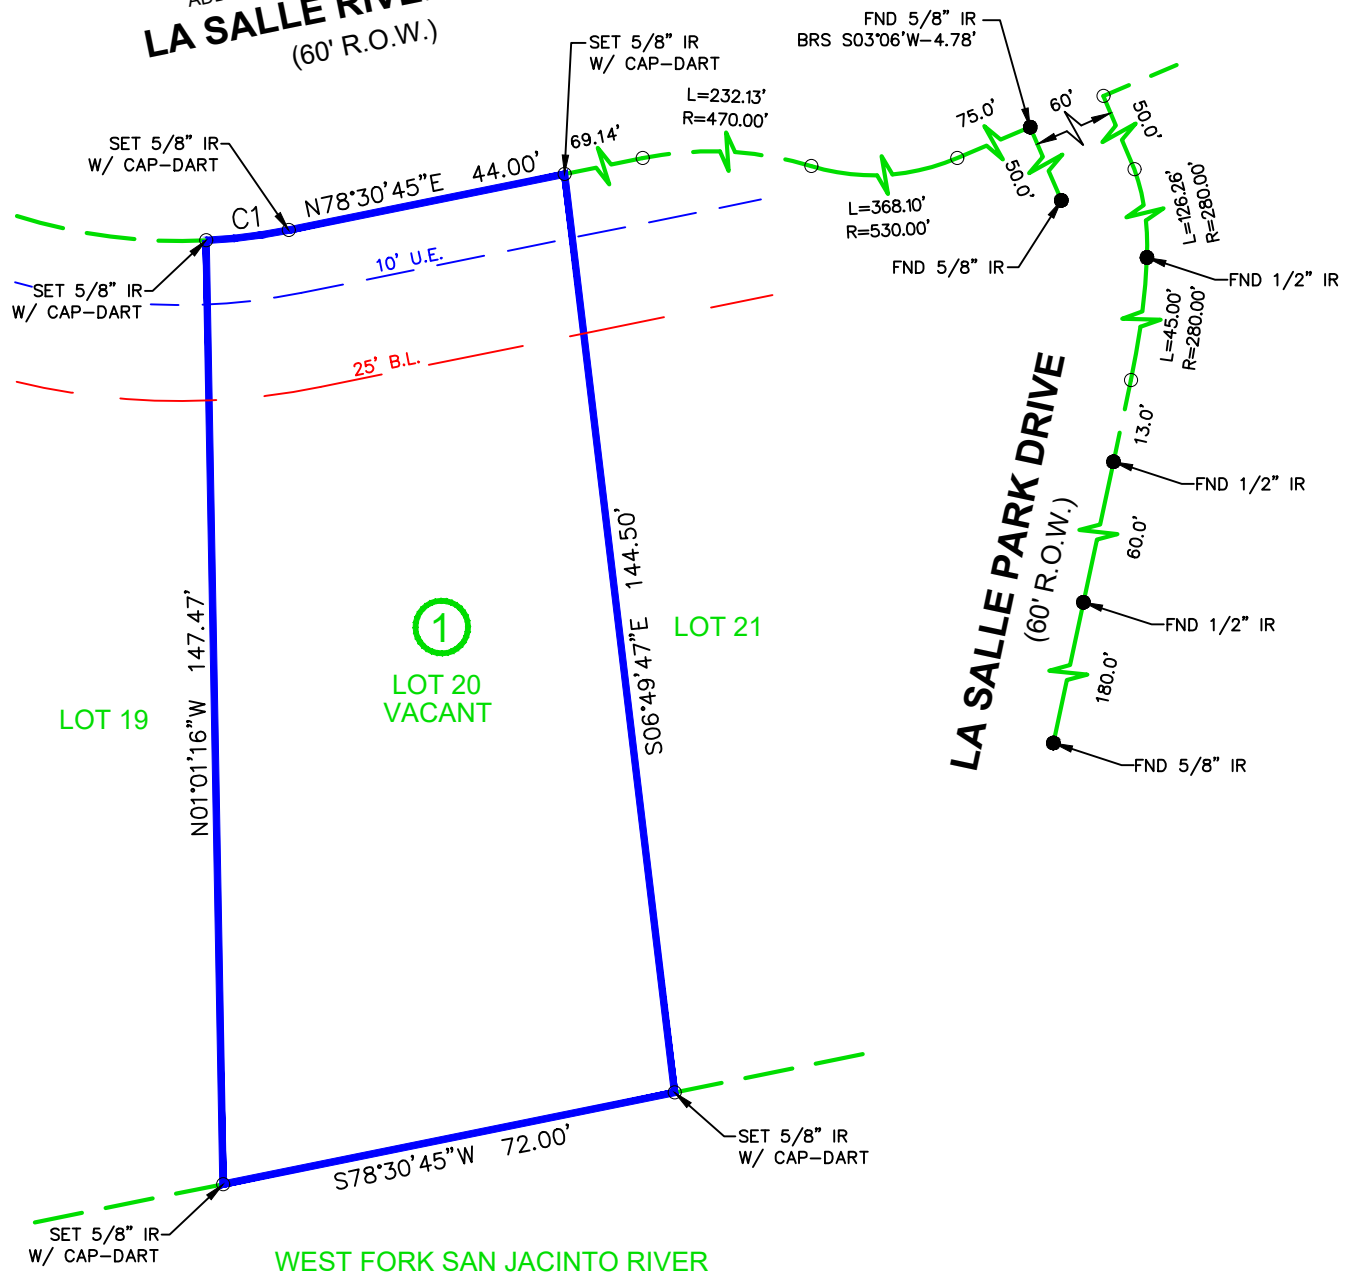 LA SALLE RIVER
(60' R.O.W.)
SET 5/8" IR
W/ CAP-DART
FND 5/8" IR
BRS S03°06'W-4.78'
L=232.13'
R=470.00'
69.14'
75.0'
60'
50.0'
50.0'
SET 5/8" IR
W/ CAP-DART
C1
N78°30'45"E 44.00'
L=368.10'
R=530.00'
L=126.26'
R=280.00'
FND 5/8" IR
FND 1/2" IR
10' U.E.
SET 5/8" IR
W/ CAP-DART
L=45.00'
R=280.00'
25' B.L.
13.0'
FND 1/2" IR
LA SALLE PARK DRIVE
(60' R.O.W.)
60.0'
FND 1/2" IR
180.0'
FND 5/8" IR
N01°01'16"W 147.47'
S06°49'47"E 144.50'
1
LOT 20
VACANT
LOT 21
LOT 19
SET 5/8" IR
W/ CAP-DART
S78°30'45"W 72.00'
SET 5/8" IR
W/ CAP-DART
WEST FORK SAN JACINTO RIVER